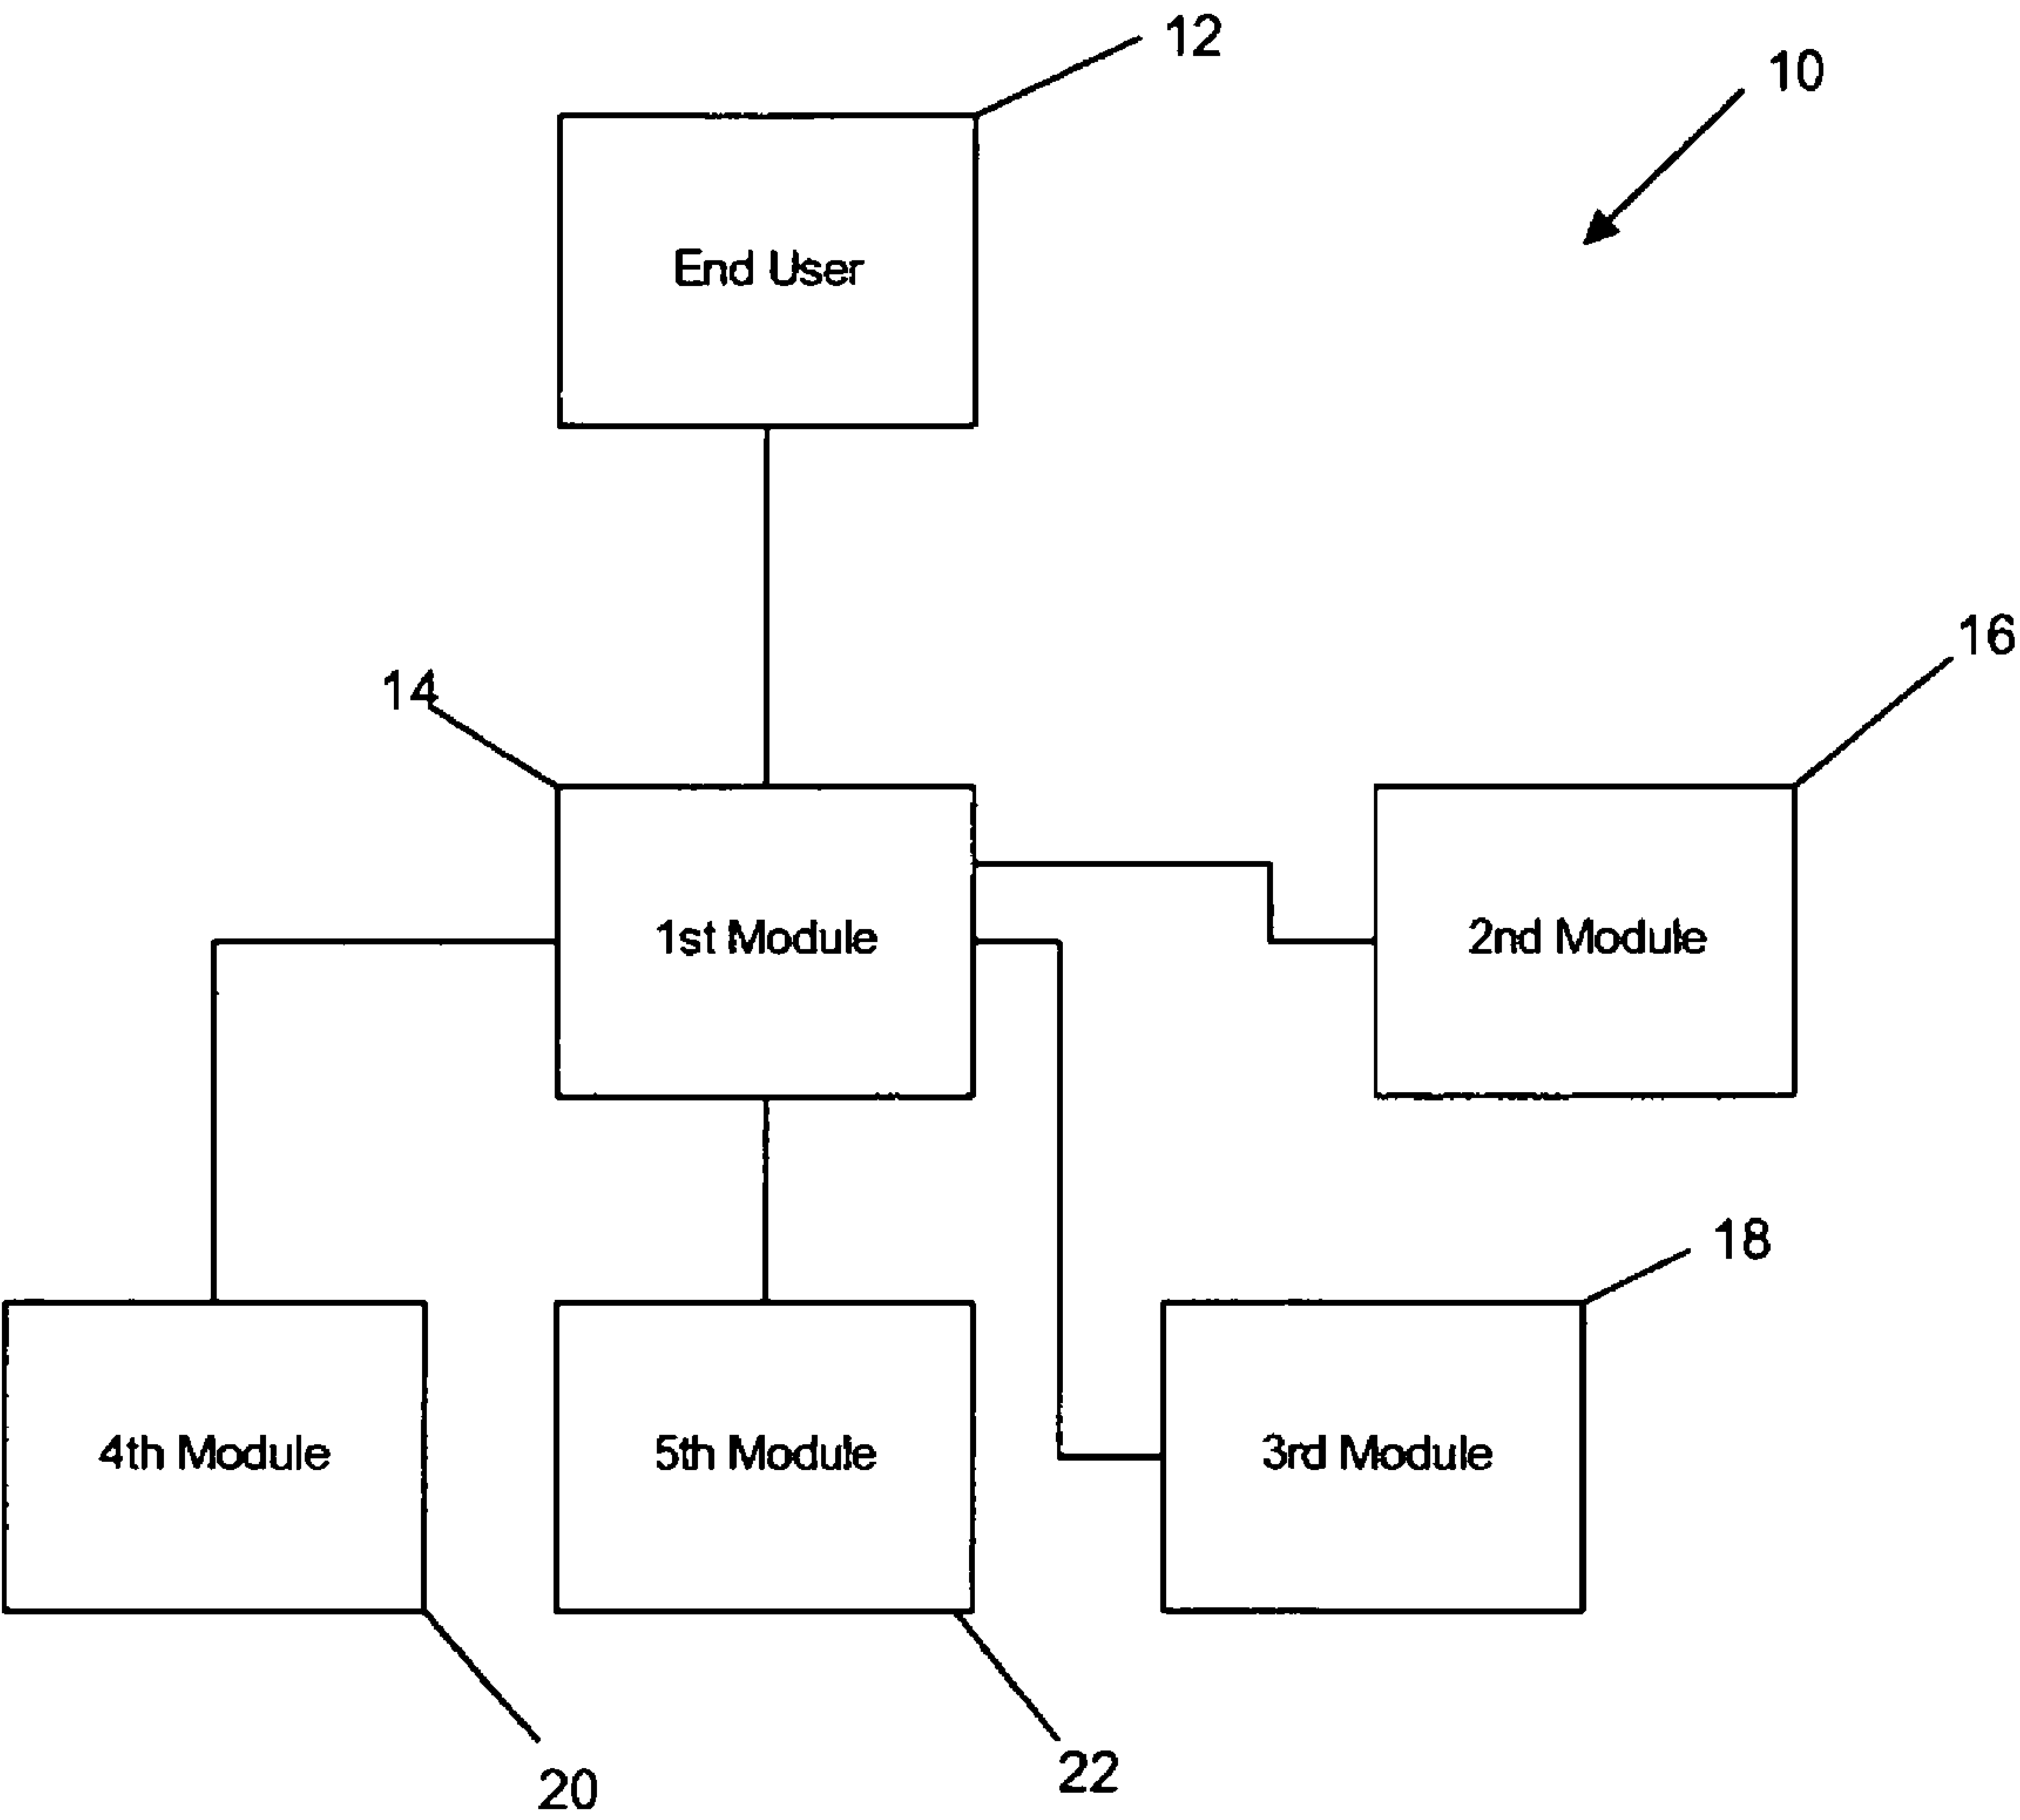 12
10
End User
16
14
1st Module
2nd Module
18
4th Module
5th Module
3rd Module
22
20